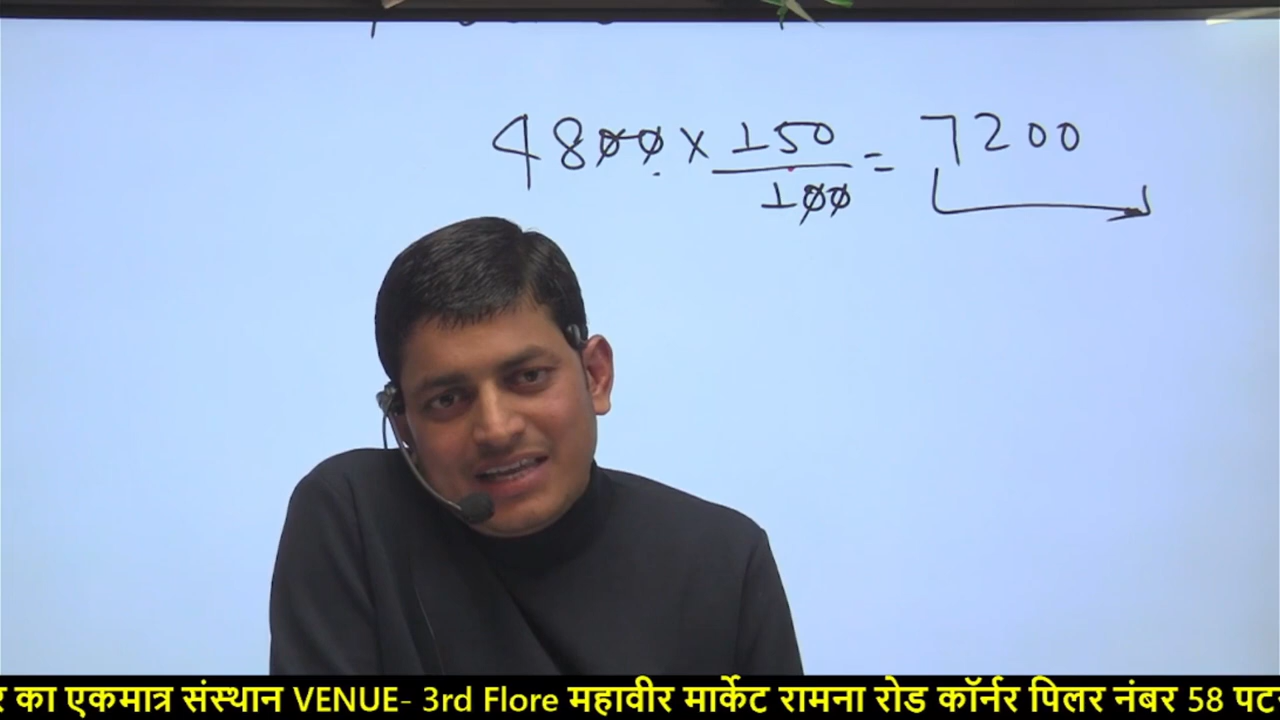 4800 × 150/100 = 7200
का एकमात्र संस्थान VENUE- 3rd Flore महावीर मार्केट रामना रोड कॉर्नर पिलर नंबर 58